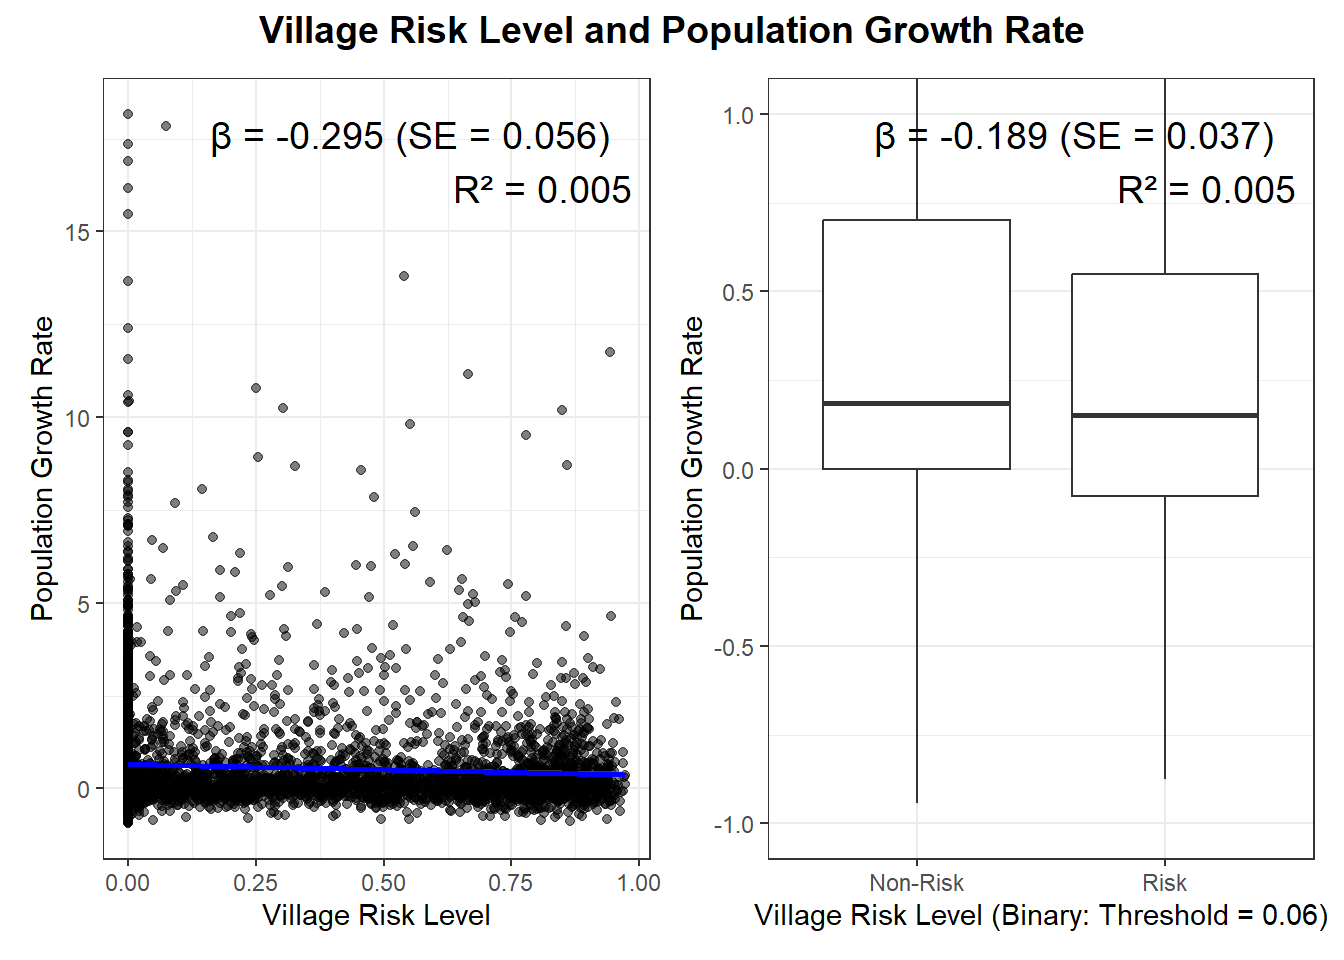 Village Risk Level and Population Growth Rate
β = -0.295 (SE = 0.056)
R² = 0.005
Population Growth Rate
15
10
5
0
0.00 0.25 0.50 0.75 1.00
Village Risk Level
β = -0.189 (SE = 0.037)
R² = 0.005
Population Growth Rate
1.0
0.5
0.0
-0.5
-1.0
Non-Risk Risk
Village Risk Level (Binary: Threshold = 0.06)